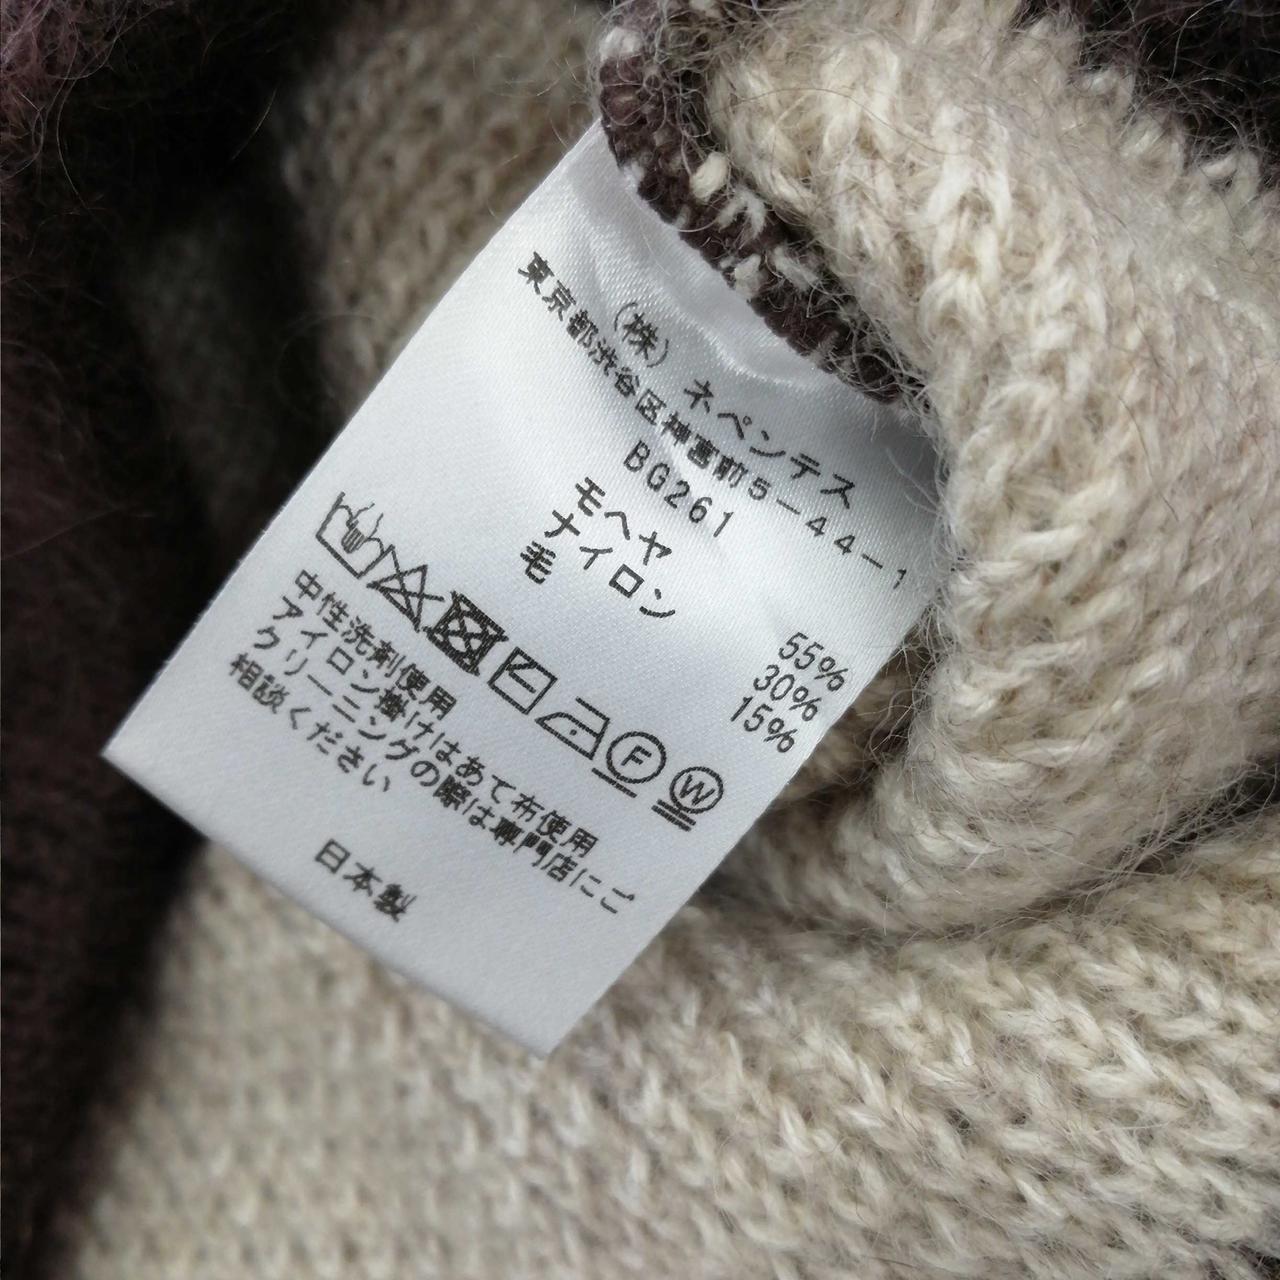 （株）ネペンテス
東京都渋谷区神宮前5－44－1
BG261
モヘヤ 55%
ナイロン 30%
毛 15%
F W
中性洗剤使用
アイロン掛けはあて布使用
クリーニングの際は専門店にご
相談ください
日本製